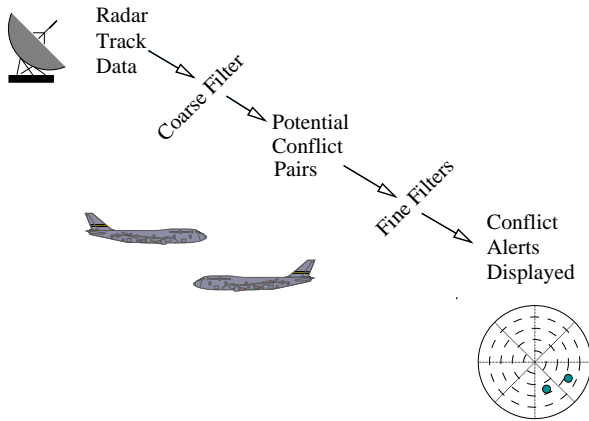 Radar
Track
Data
Coarse Filter
Potential
Conflict
Pairs
Fine Filters
Conflict
Alerts
Displayed